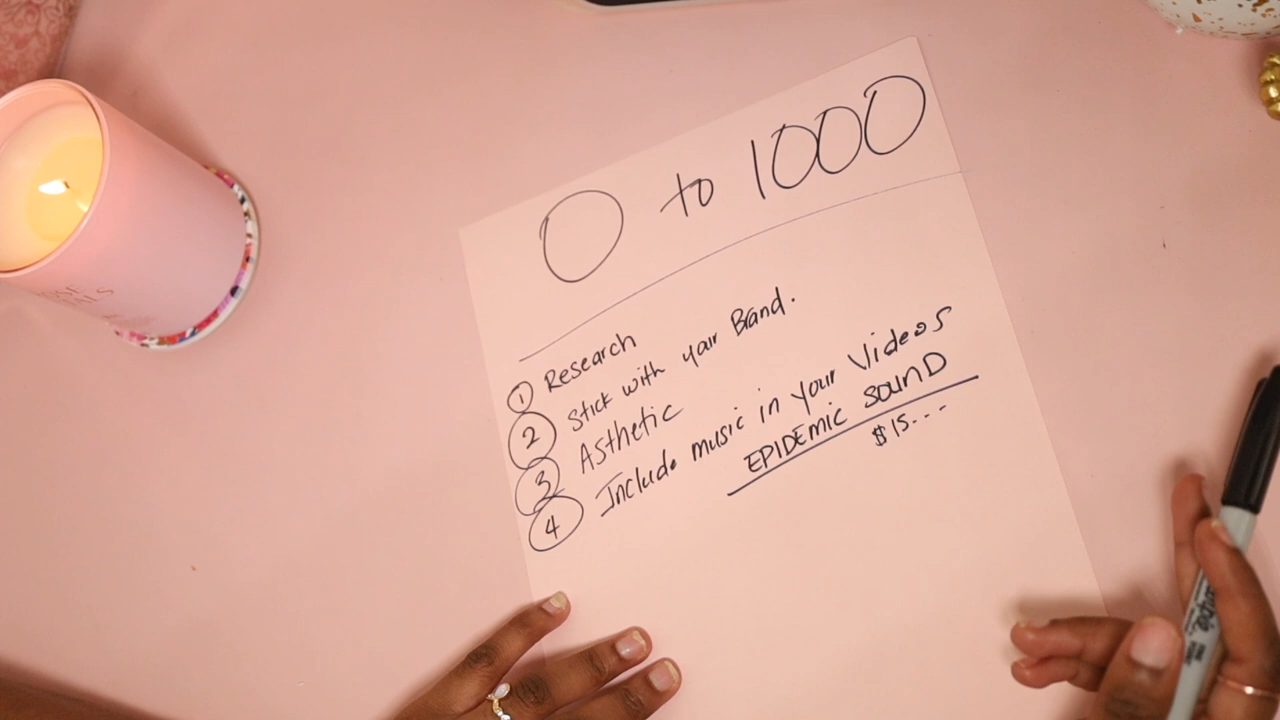 0 to 1000
1 Research
2 Stick with your Brand.
3 Asthetic
4 Include music in your Videos
EPIDEMIC SOUND
$15...